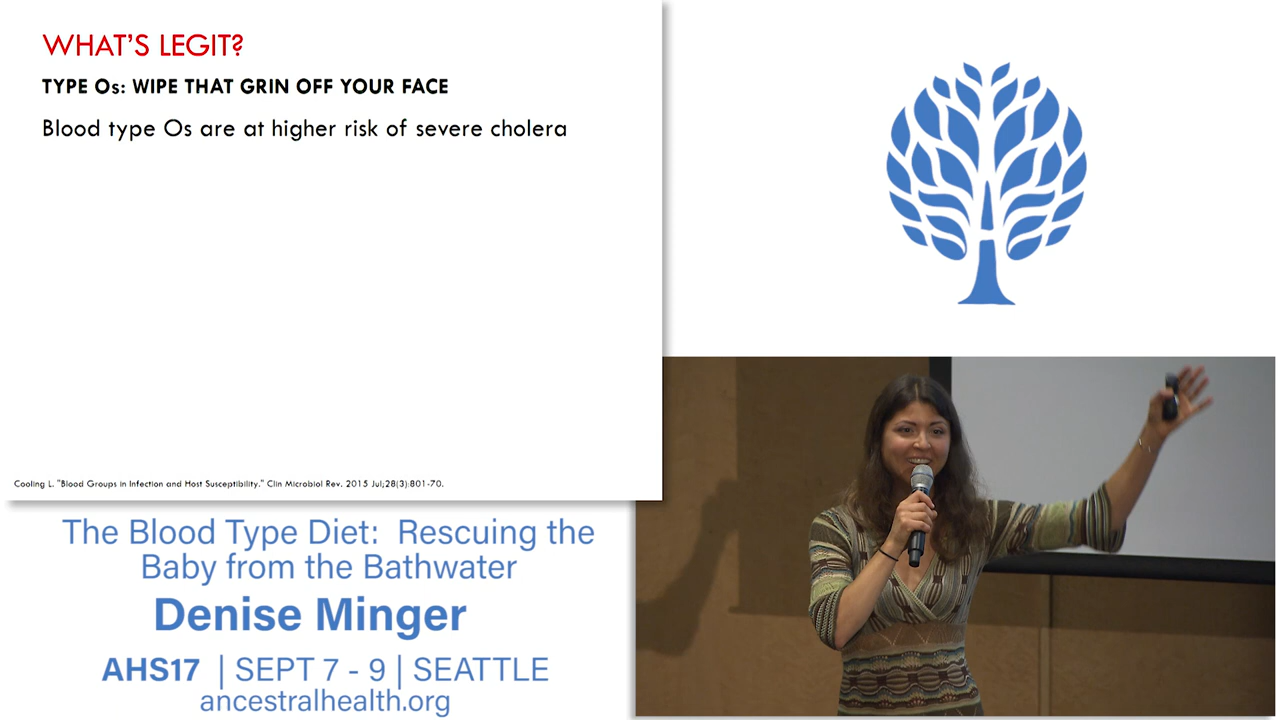 WHAT'S LEGIT?
TYPE Os: WIPE THAT GRIN OFF YOUR FACE
Blood type Os are at higher risk of severe cholera
Cooling L. "Blood Groups in Infection and Host Susceptibility." Clin Microbiol Rev. 2015 Jul;28(3):801-70.
The Blood Type Diet: Rescuing the
Baby from the Bathwater
Denise Minger
AHS17 | SEPT 7 - 9 | SEATTLE
ancestralhealth.org